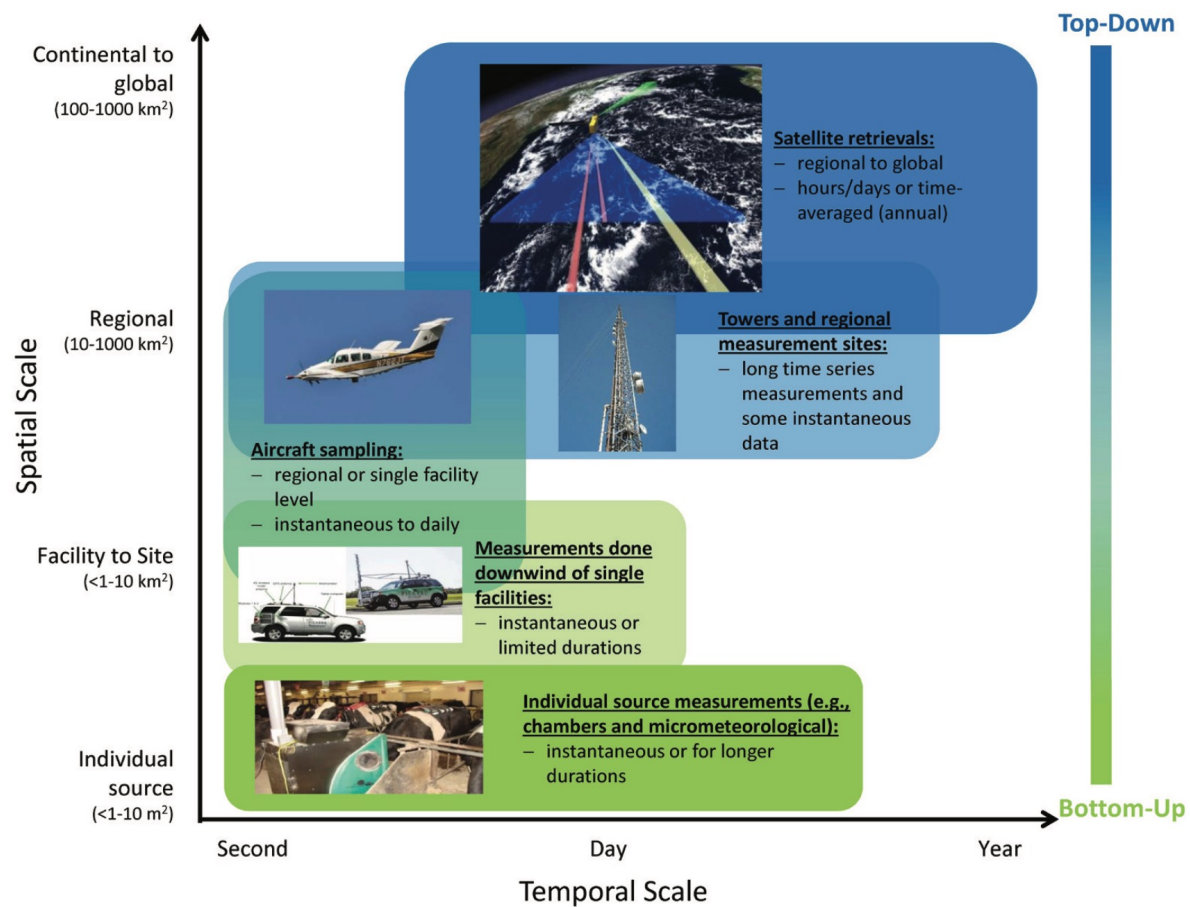 Top-Down
Continental to
global
(100-1000 km²)
Satellite retrievals:
– regional to global
– hours/days or time-
averaged (annual)
Spatial Scale
Regional
(10-1000 km²)
N762JT
Towers and regional
measurement sites:
– long time series
measurements and
some instantaneous
data
Aircraft sampling:
– regional or single facility
level
– instantaneous to daily
Facility to Site
(<1-10 km²)
Measurements done
downwind of single
facilities:
– instantaneous or
limited durations
Individual source measurements (e.g.,
chambers and micrometeorological):
– instantaneous or for longer
durations
Individual
source
(<1-10 m²)
Bottom-Up
Second
Day
Year
Temporal Scale